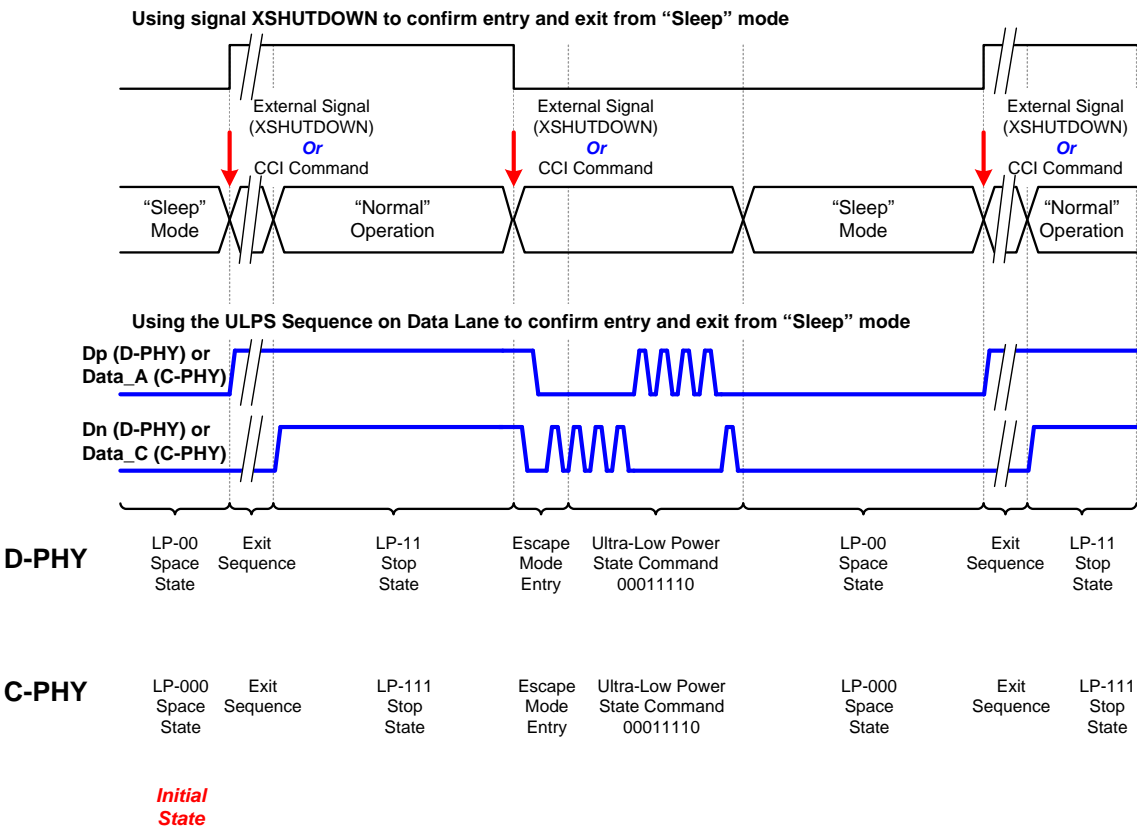 Using signal XSHUTDOWN to confirm entry and exit from “Sleep” mode
External Signal
(XSHUTDOWN)
Or
CCI Command
External Signal
(XSHUTDOWN)
Or
CCI Command
External Signal
(XSHUTDOWN)
Or
CCI Command
“Sleep”
Mode
“Normal”
Operation
“Sleep”
Mode
“Normal”
Operation
Using the ULPS Sequence on Data Lane to confirm entry and exit from “Sleep” mode
Dp (D-PHY) or
Data_A (C-PHY)
Dn (D-PHY) or
Data_C (C-PHY)
D-PHY
LP-00
Space
State
Exit
Sequence
LP-11
Stop
State
Escape
Mode
Entry
Ultra-Low Power
State Command
00011110
LP-00
Space
State
Exit
Sequence
LP-11
Stop
State
C-PHY
LP-000
Space
State
Exit
Sequence
LP-111
Stop
State
Escape
Mode
Entry
Ultra-Low Power
State Command
00011110
LP-000
Space
State
Exit
Sequence
LP-111
Stop
State
Initial
State